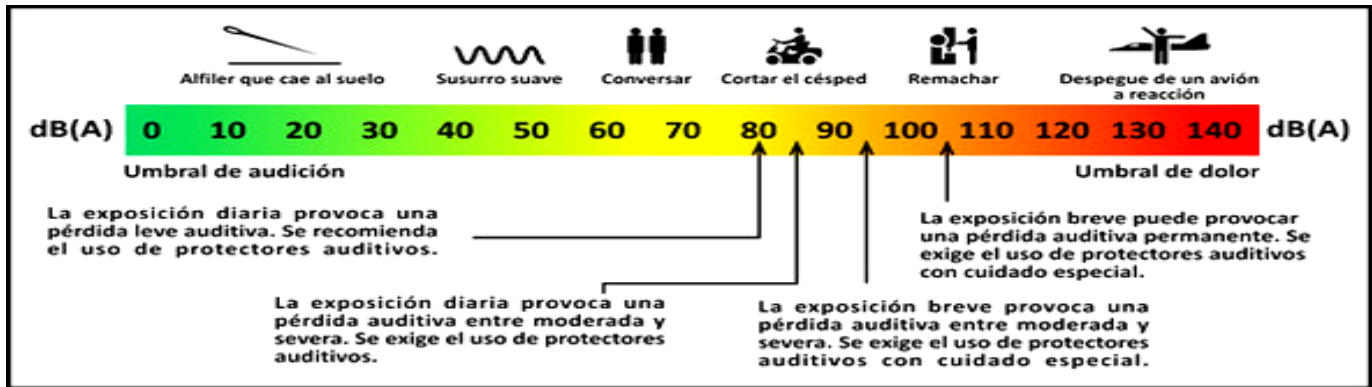 Alfiler que cae al suelo
Susurro suave
Conversar
Cortar el césped
Remachar
Despegue de un avión
a reacción
dB(A) 0 10 20 30 40 50 60 70 80 90 100 110 120 130 140 dB(A)
Umbral de audición
Umbral de dolor
La exposición diaria provoca una
pérdida leve auditiva. Se recomienda
el uso de protectores auditivos.
La exposición breve puede provocar
una pérdida auditiva permanente. Se
exige el uso de protectores auditivos
con cuidado especial.
La exposición diaria provoca una
pérdida auditiva entre moderada y
severa. Se exige el uso de protectores
auditivos.
La exposición breve provoca una
pérdida auditiva entre moderada y
severa. Se exige el uso de protectores
auditivos con cuidado especial.